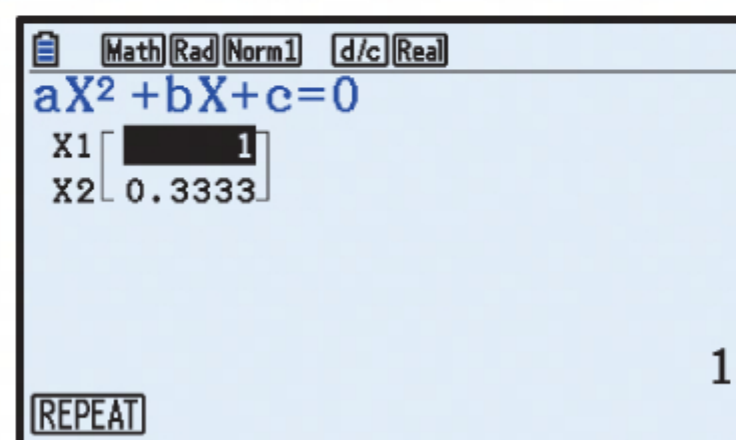 Math Rad Norm1 d/c Real
aX² +bX+c=0
X1 1
X2 0.3333
1
REPEAT